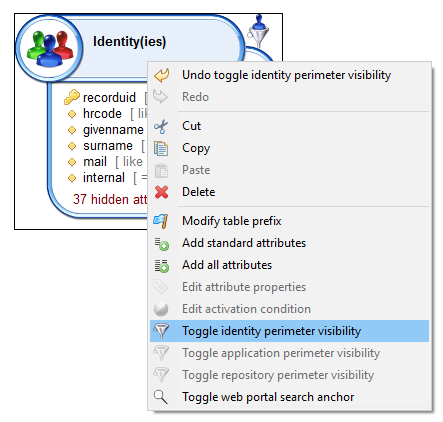 Identity(ies)
recorduid [
hrcode [ lik
givenname
surname [
mail [ like
internal [ =
37 hidden att
Undo toggle identity perimeter visibility
Redo
Cut
Copy
Paste
Delete
Modify table prefix
Add standard attributes
Add all attributes
Edit attribute properties
Edit activation condition
Toggle identity perimeter visibility
Toggle application perimeter visibility
Toggle repository perimeter visibility
Toggle web portal search anchor